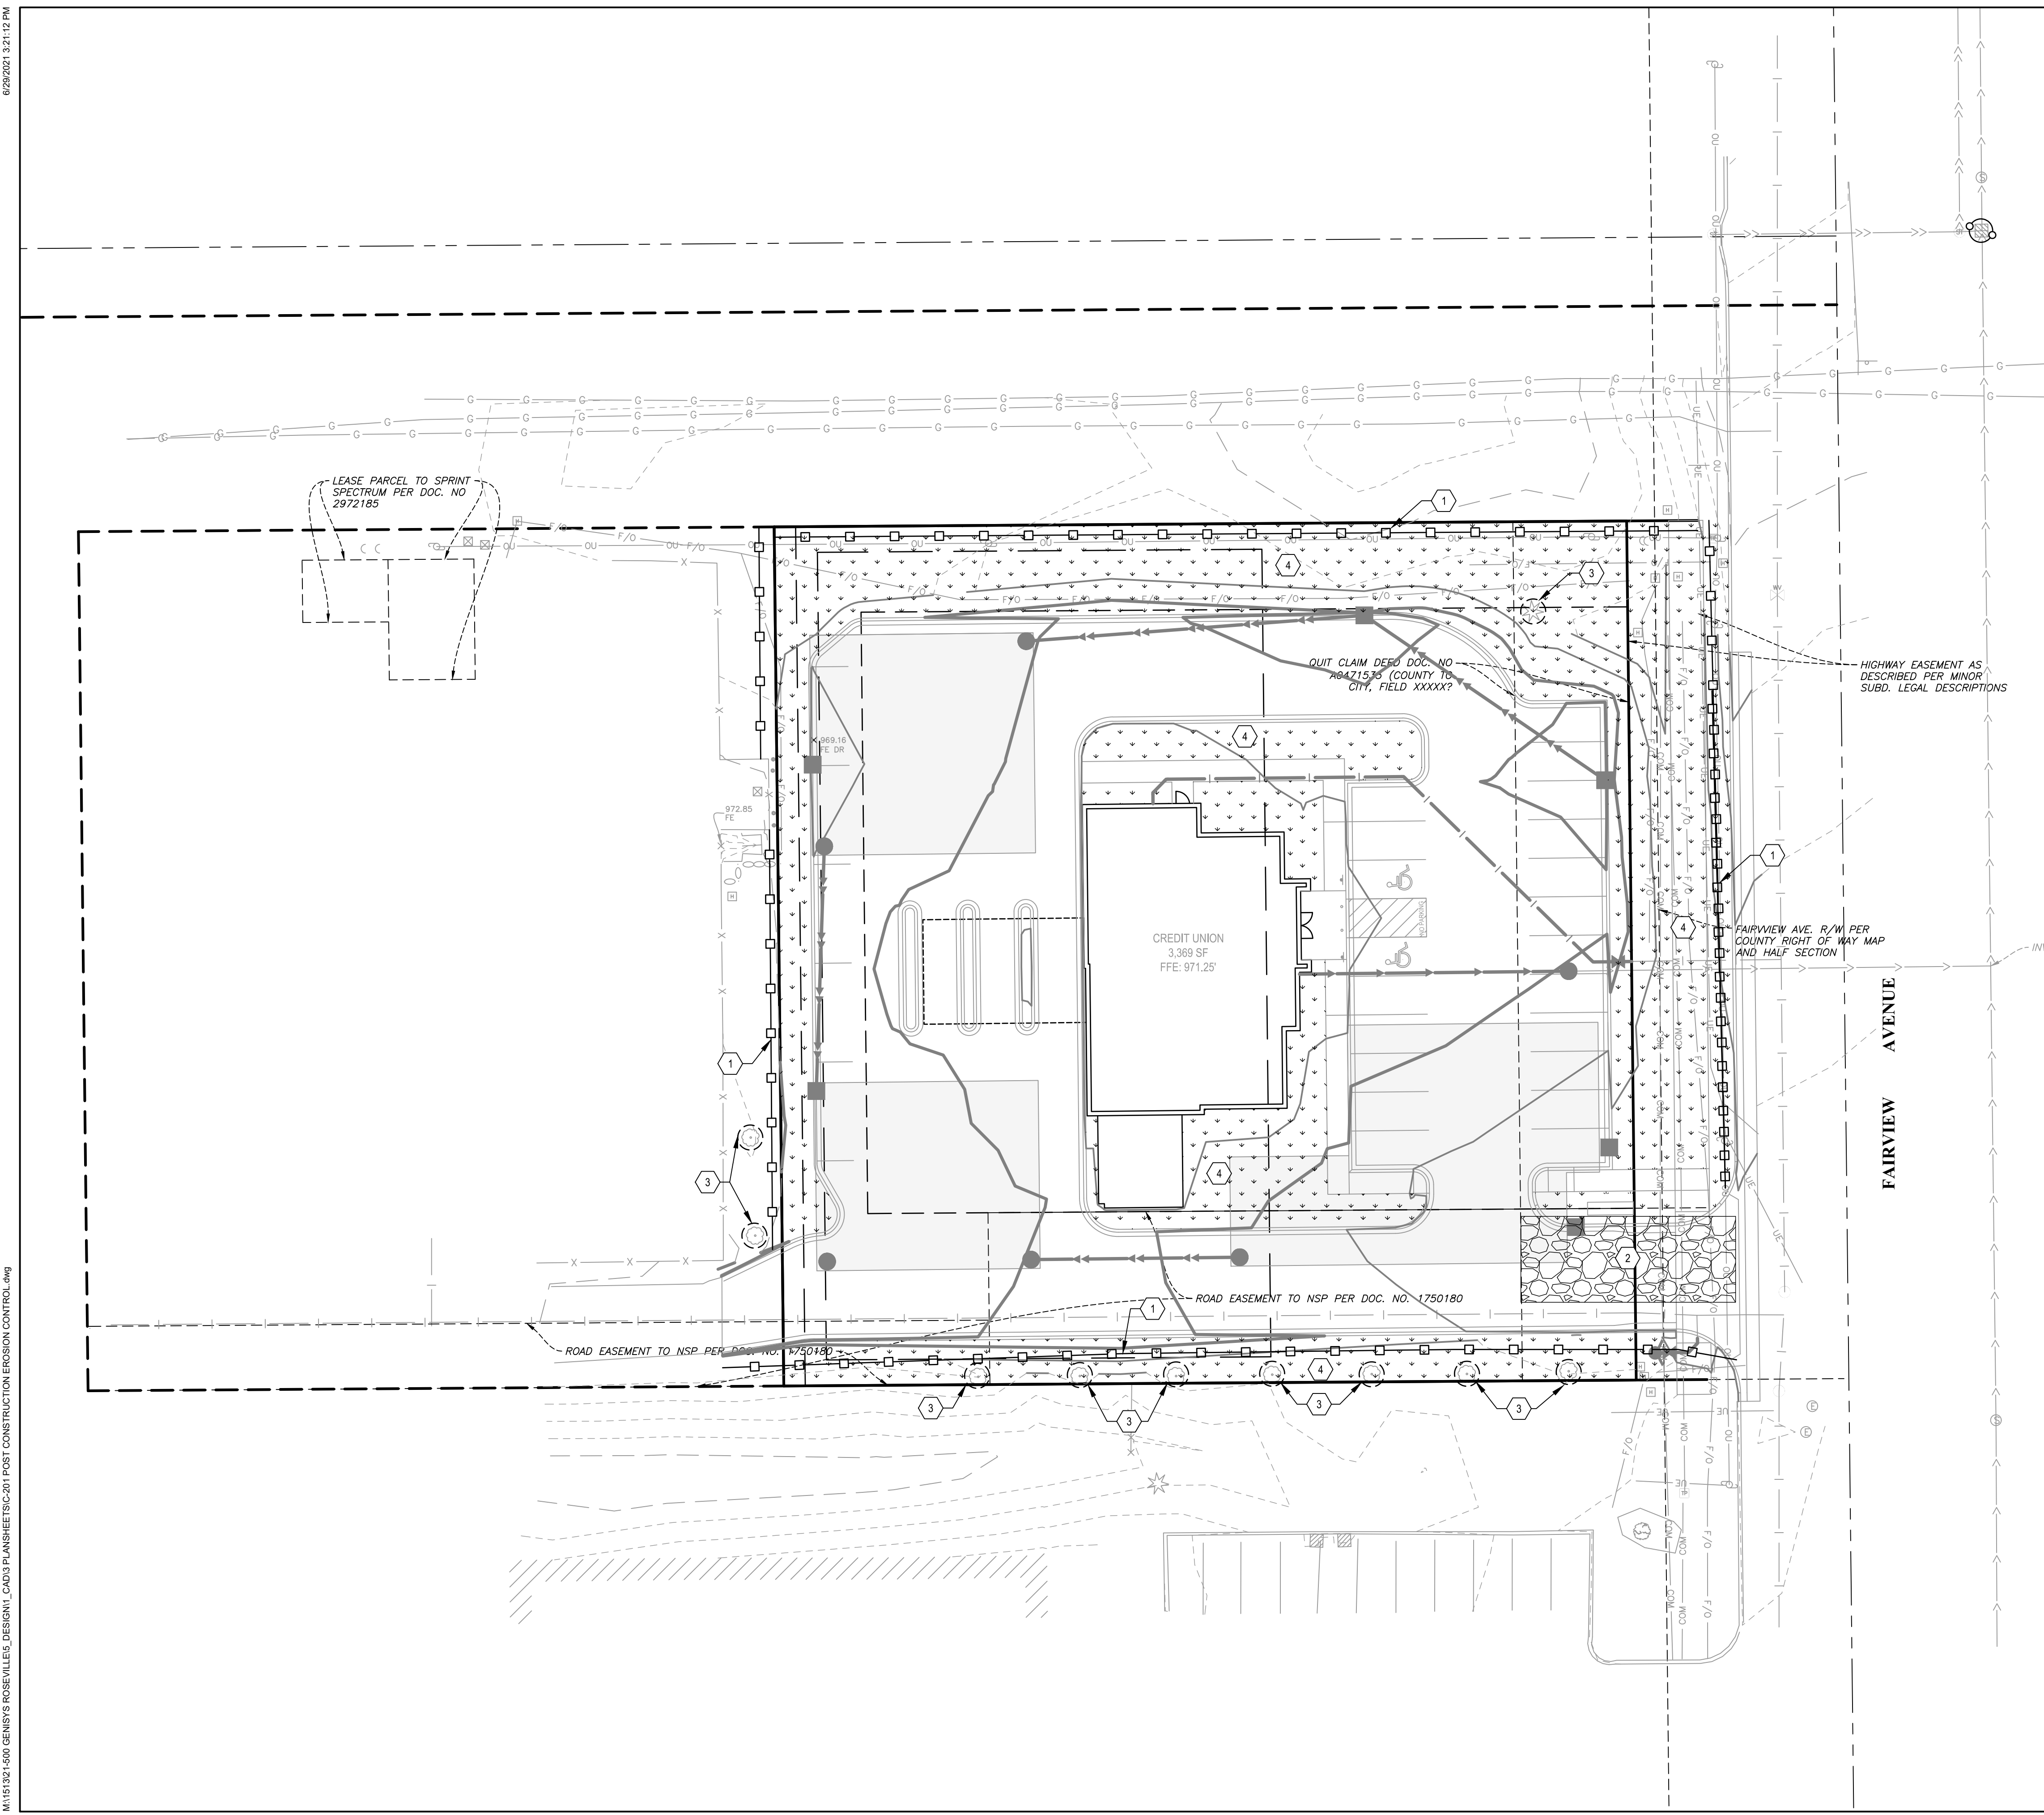 6/29/2021 3:21:12 PM
M:\1513\21-500 GENISYS ROSEVILLE\5_DESIGN\1_CAD\3 PLANSHEETS\C-201 POST CONSTRUCTION EROSION CONTROL.dwg
LEASE PARCEL TO SPRINT
SPECTRUM PER DOC. NO
2972185
1
4
3
QUIT CLAIM DEED DOC. NO
A0471535 (COUNTY TO
CITY, FIELD XXXXX?
HIGHWAY EASEMENT AS
DESCRIBED PER MINOR
SUBD. LEGAL DESCRIPTIONS
969.16
FE DR
4
972.85
FE
1
CREDIT UNION
3,369 SF
FFE: 971.25'
4
FAIRVVIEW AVE. R/W PER
COUNTY RIGHT OF WAY MAP
AND HALF SECTION
FAIRVIEW AVENUE
1
3
4
2
ROAD EASEMENT TO NSP PER DOC. NO. 1750180
1
ROAD EASEMENT TO NSP PER DOC. NO. 1750180
4
3
3
3
3